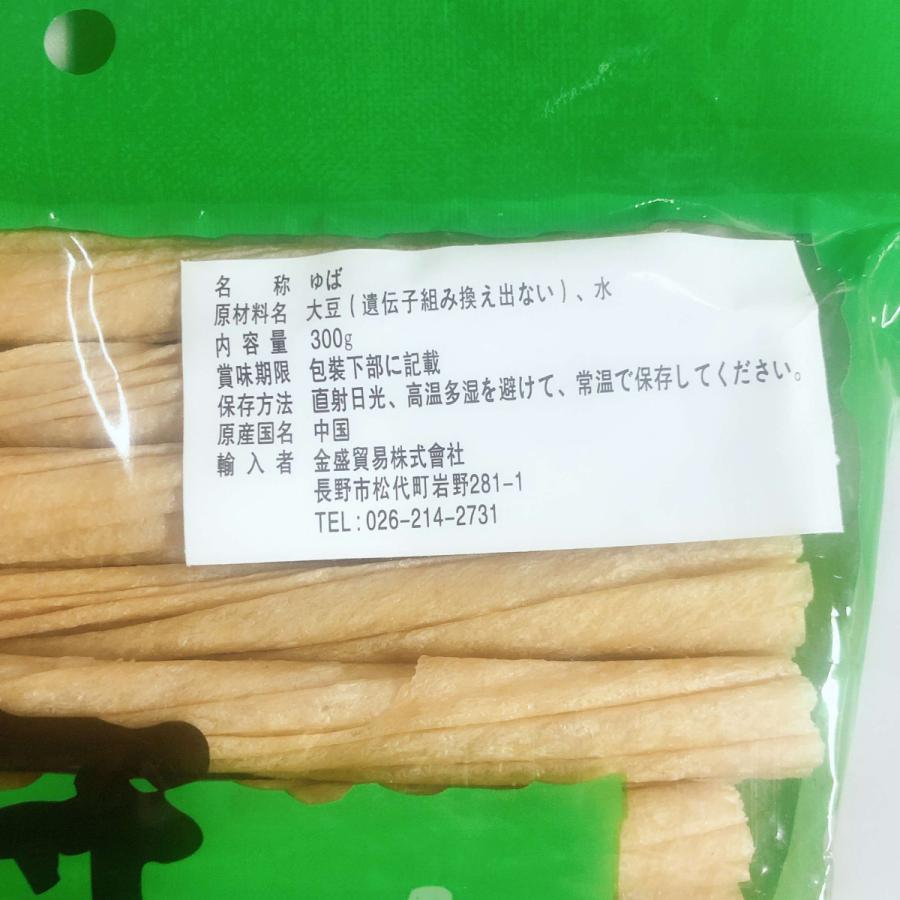 名 称 ゆば
原材料名 大豆(遺伝子組み換え出ない)、水
内容量 300g
賞味期限 包裝下部に記載
保存方法 直射日光、高温多湿を避けて、常温で保存してください。
原産国名 中国
輸入者 金盛貿易株式會社
長野市松代町岩野281-1
TEL:026-214-2731